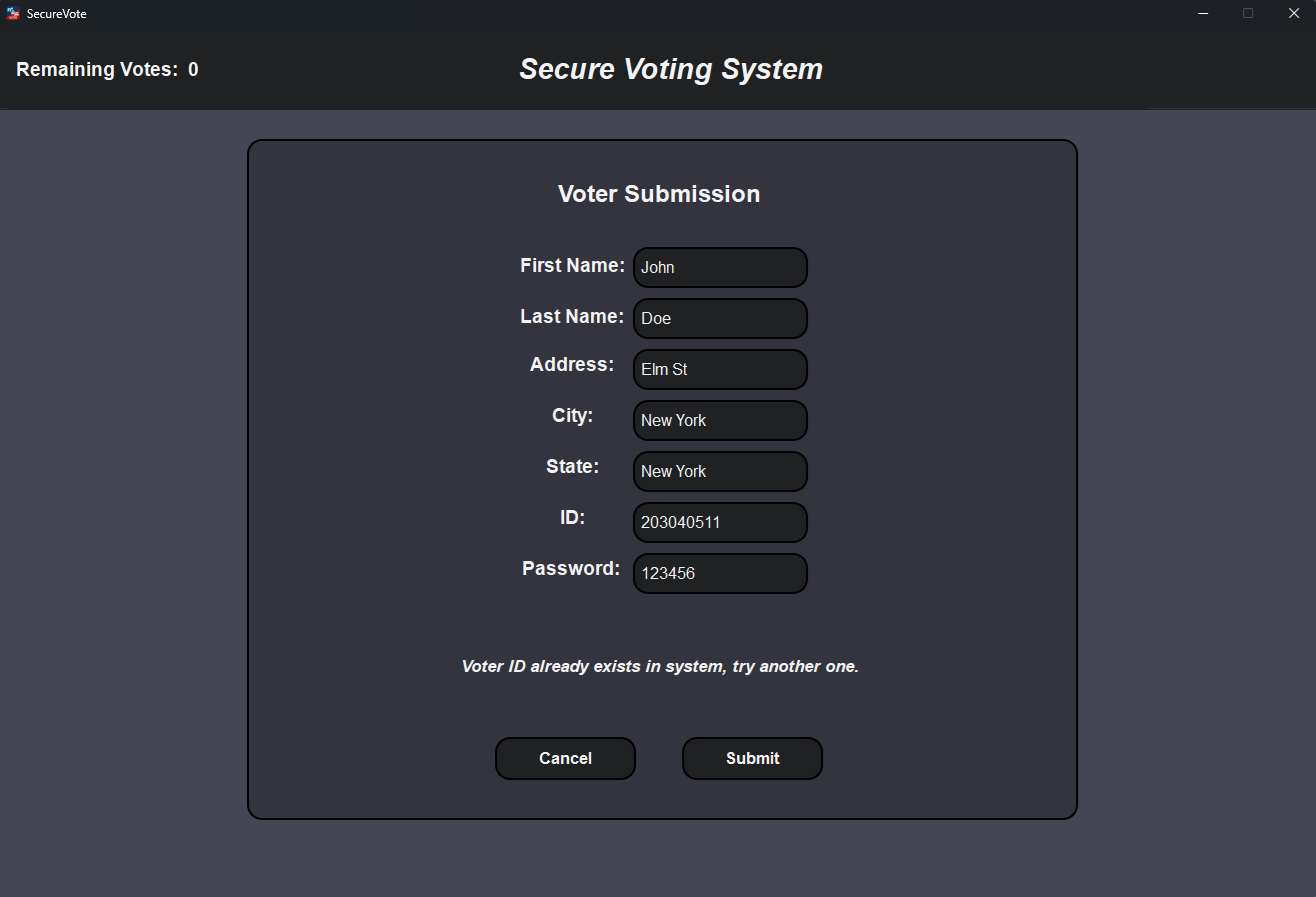 SecureVote
Remaining Votes: 0
Secure Voting System
Voter Submission
First Name: John
Last Name: Doe
Address: Elm St
City: New York
State: New York
ID: 203040511
Password: 123456
Voter ID already exists in system, try another one.
Cancel Submit